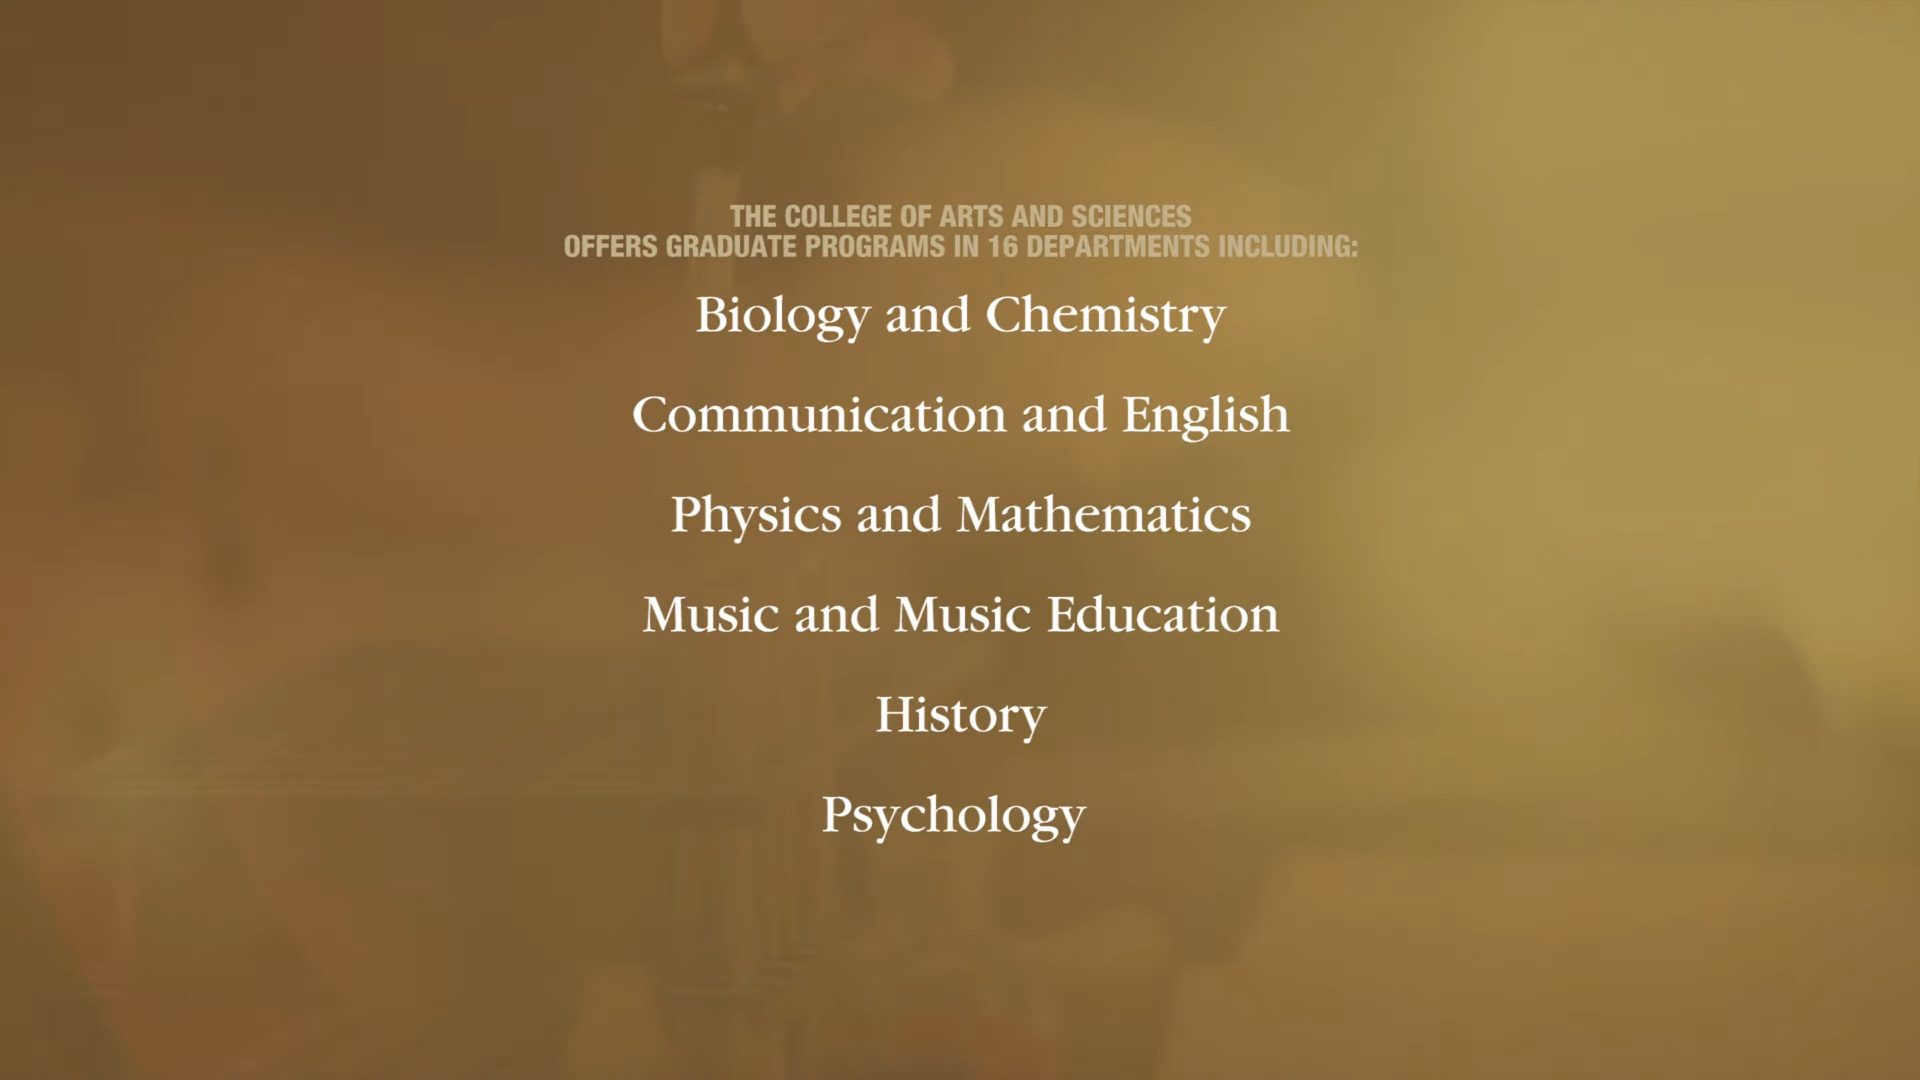 THE COLLEGE OF ARTS AND SCIENCES
OFFERS GRADUATE PROGRAMS IN 16 DEPARTMENTS INCLUDING:
Biology and Chemistry
Communication and English
Physics and Mathematics
Music and Music Education
History
Psychology